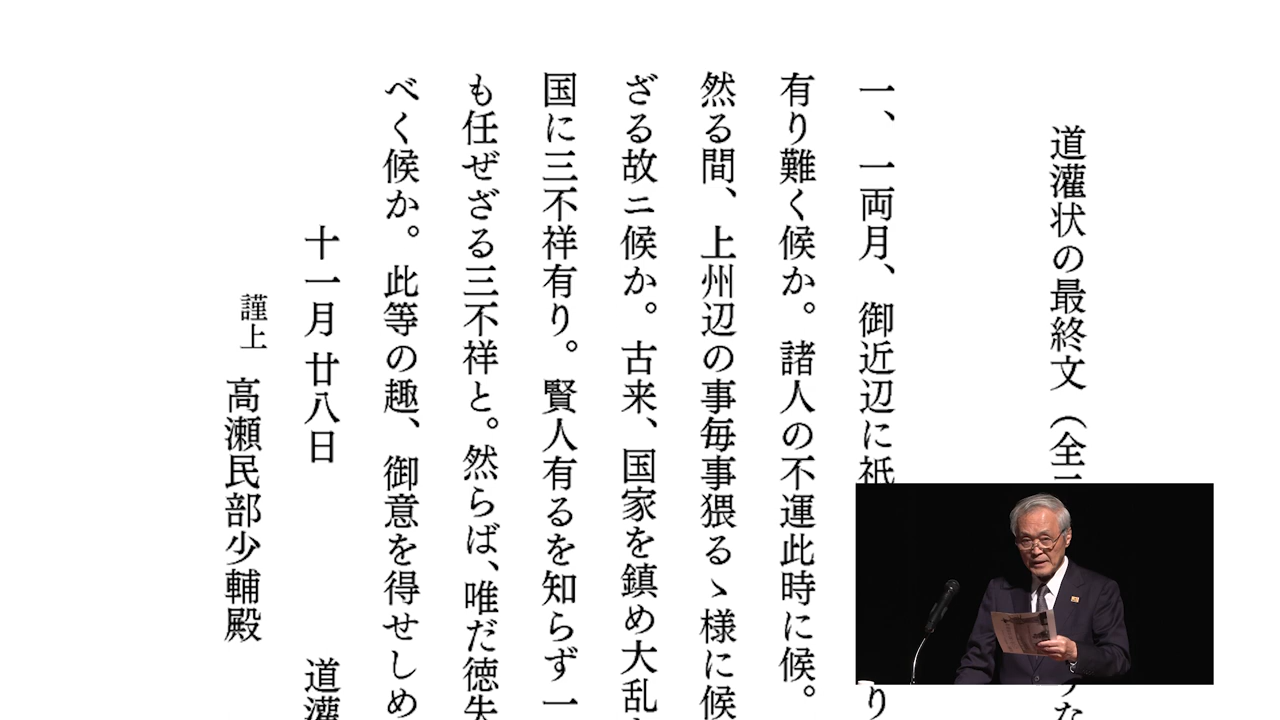 道灌状の最終文（全
一、一両月、御近辺に祇
有り難く候か。諸人の不運此時に候。
然る間、上州辺の事毎事猥るゝ様に候
ざる故ニ候か。古来、国家を鎮め大乱
国に三不祥有り。賢人有るを知らず一
も任ぜざる三不祥と。然らば、唯だ徳失
べく候か。此等の趣、御意を得せしめ
十一月廿八日　道灌
謹上　高瀬民部少輔殿